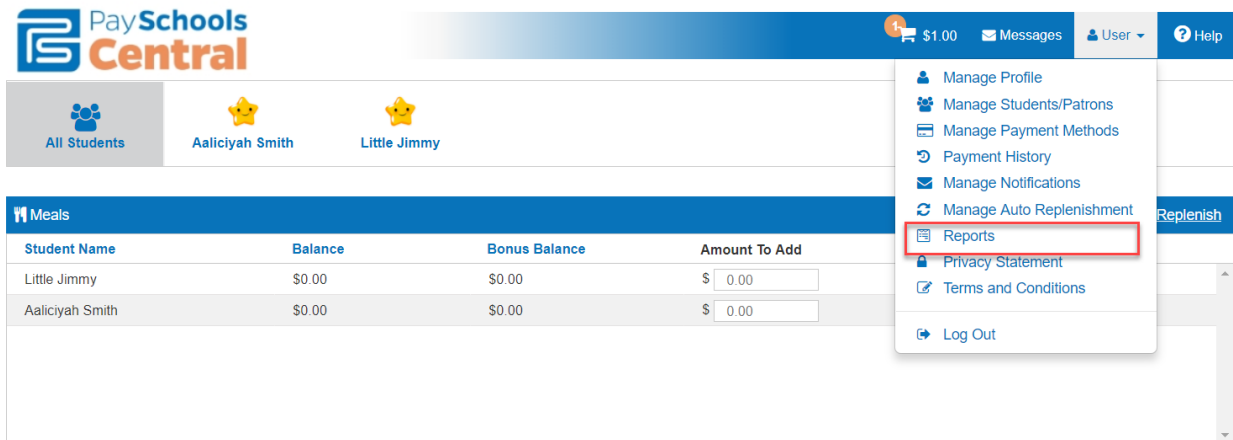 PaySchools
Central
1 $1.00 Messages User Help
Manage Profile
Manage Students/Patrons
Manage Payment Methods
Payment History
Manage Notifications
Manage Auto Replenishment
Reports
Privacy Statement
Terms and Conditions
Log Out
All Students Aaliciyah Smith Little Jimmy
Meals Replenish
Student Name Balance Bonus Balance Amount To Add
Little Jimmy $0.00 $0.00 $ 0.00
Aaliciyah Smith $0.00 $0.00 $ 0.00